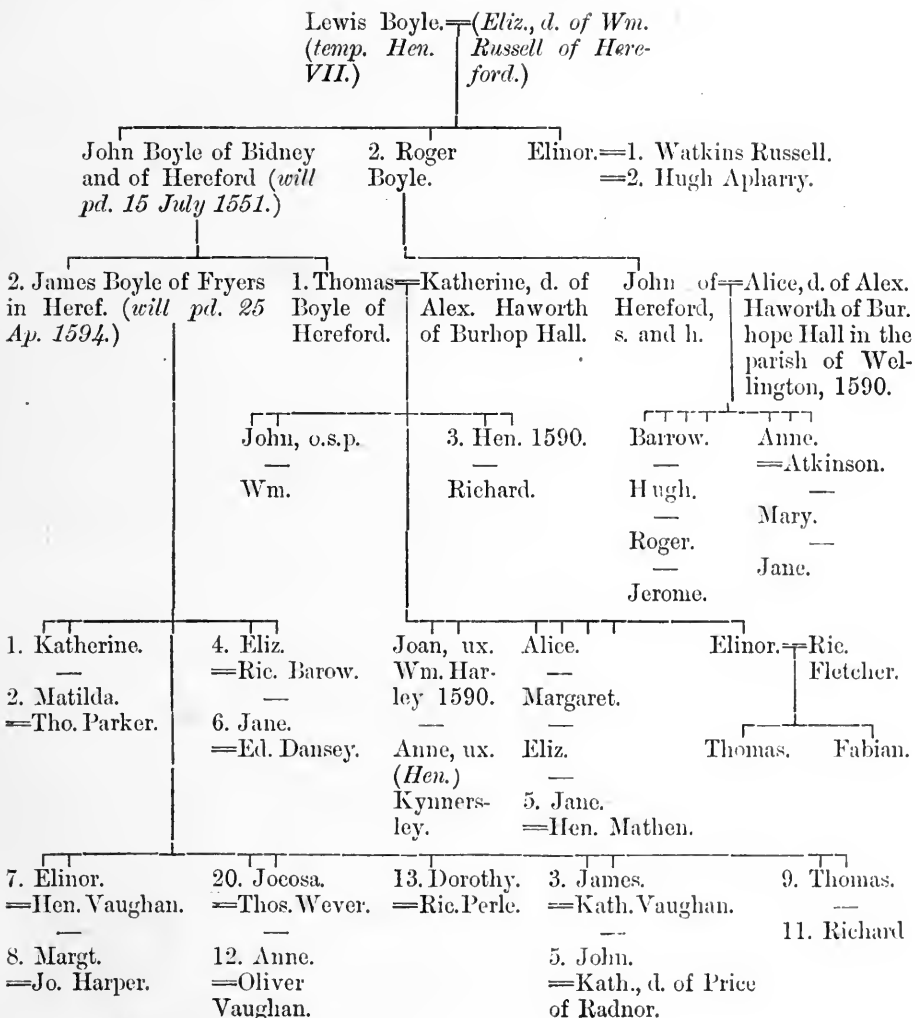 Lewis Boyle.=(Eliz., d. of Wm.
(temp. Hen. Russell of Here-
VII.) ford.)
John Boyle of Bidney 2. Roger Elinor.=1. Watkins Russell.
and of Hereford (will Boyle. =2. Hugh Apharry.
pd. 15 July 1551.)
2. James Boyle of Fryers 1. Thomas=Katherine, d. of John of=Alice, d. of Alex.
in Heref. (will pd. 25 Boyle of Alex. Haworth Hereford, Haworth of Bur.
Ap. 1594.) Hereford. of Burhop Hall. s. and h. hope Hall in the
parish of Wel-
lington, 1590.
John, o.s.p. 3. Hen. 1590. Barrow. Anne.
— — — =Atkinson.
Wm. Richard. Hugh. —
— Mary.
Roger. —
— Jane.
Jerome.
1. Katherine. 4. Eliz. Joan, ux. Alice. Elinor.=Ric.
— =Ric. Barow. Wm. Har- — Fletcher.
2. Matilda. — ley 1590. Margaret.
=Tho. Parker. 6. Jane. — —
=Ed. Dansey. Anne, ux. Eliz. Thomas. Fabian.
(Hen.) —
Kynners- 5. Jane.
ley. =Hen. Mathen.
7. Elinor. 20. Jocosa. 13. Dorothy. 3. James. 9. Thomas.
=Hen. Vaughan. =Thos. Wever. =Ric. Perle. =Kath. Vaughan. —
— — — 11. Richard
8. Margt. 12. Anne. 5. John.
=Jo. Harper. =Oliver =Kath., d. of Price
Vaughan. of Radnor.